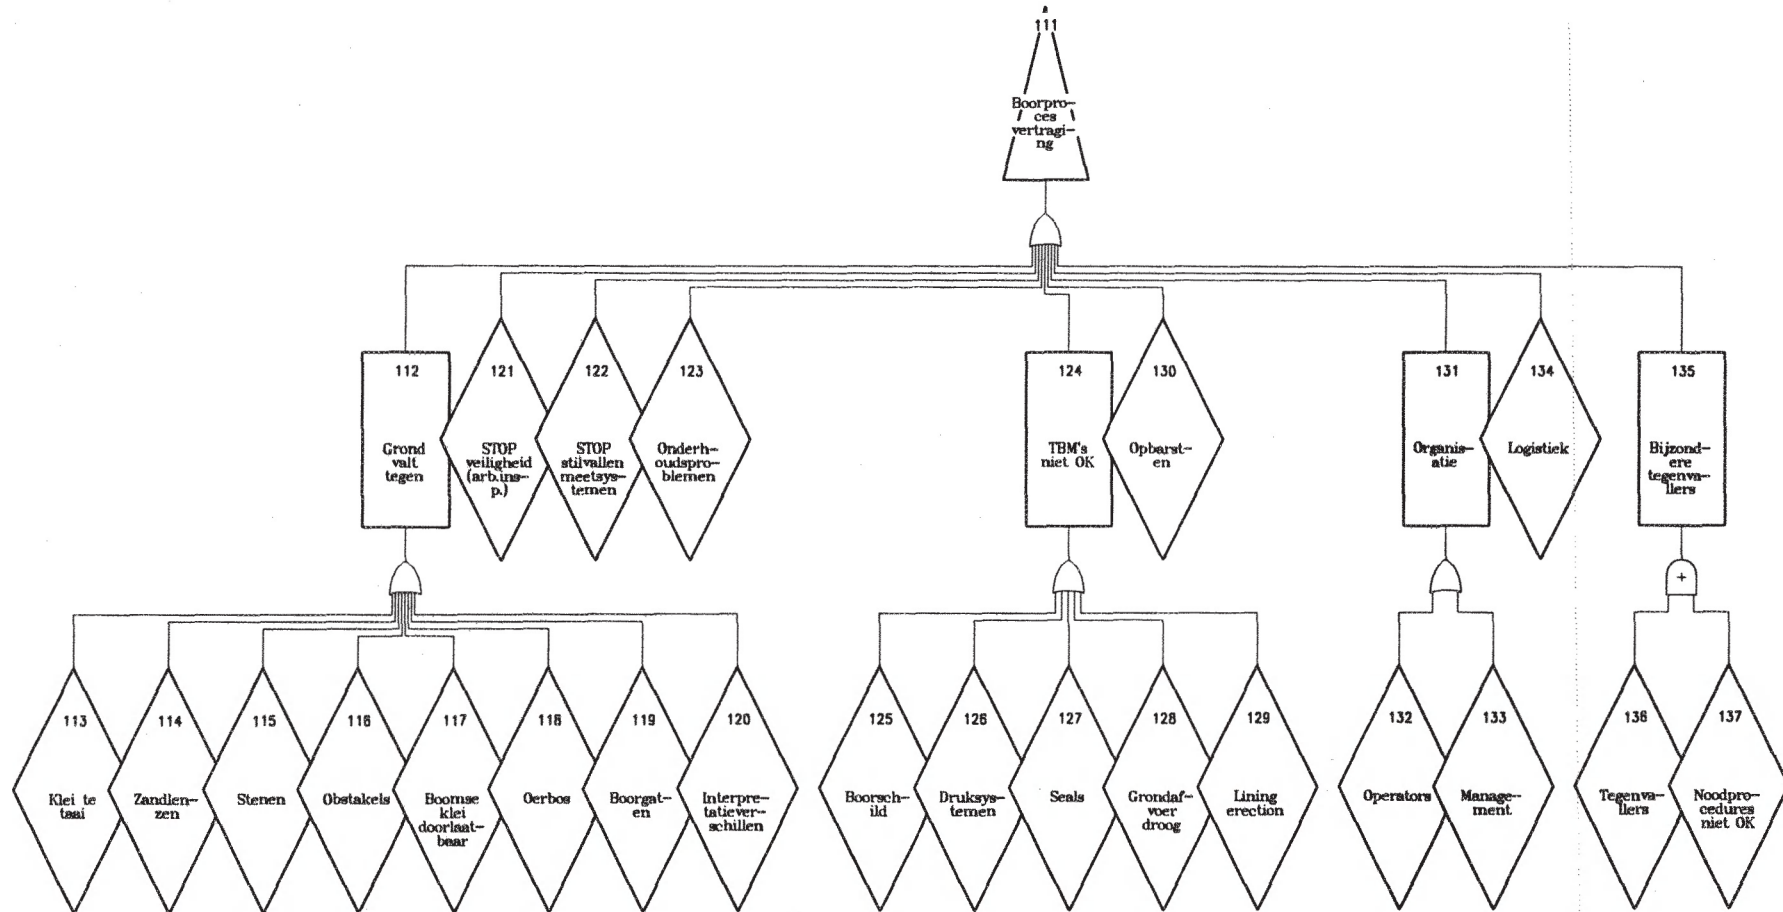 111
Boorpro-
ces
vertragi-
ng
112
Grond
valt
tegen
121
STOP
veiligheid
(arb.ins-
p.)
122
STOP
stilvallen
meetsys-
temen
123
Onderh-
oudspro-
blemen
124
TBM's
niet OK
130
Opbarst-
en
131
Organis-
atie
134
Logistiek
135
Bijzond-
ere
tegenva-
llers
+
113
Klei te
taai
114
Zandlen-
zen
115
Stenen
116
Obstakels
117
Boomse
klei
doorlaat-
baar
118
Oerbos
119
Boorgat-
en
120
Interpre-
tatiever-
schillen
125
Boorsch-
ild
126
Druksys-
temen
127
Seals
128
Grondaf-
voer
droog
129
Lining
erection
132
Operators
133
Manage-
ment
136
Tegenva-
llers
137
Noodpro-
cedures
niet OK